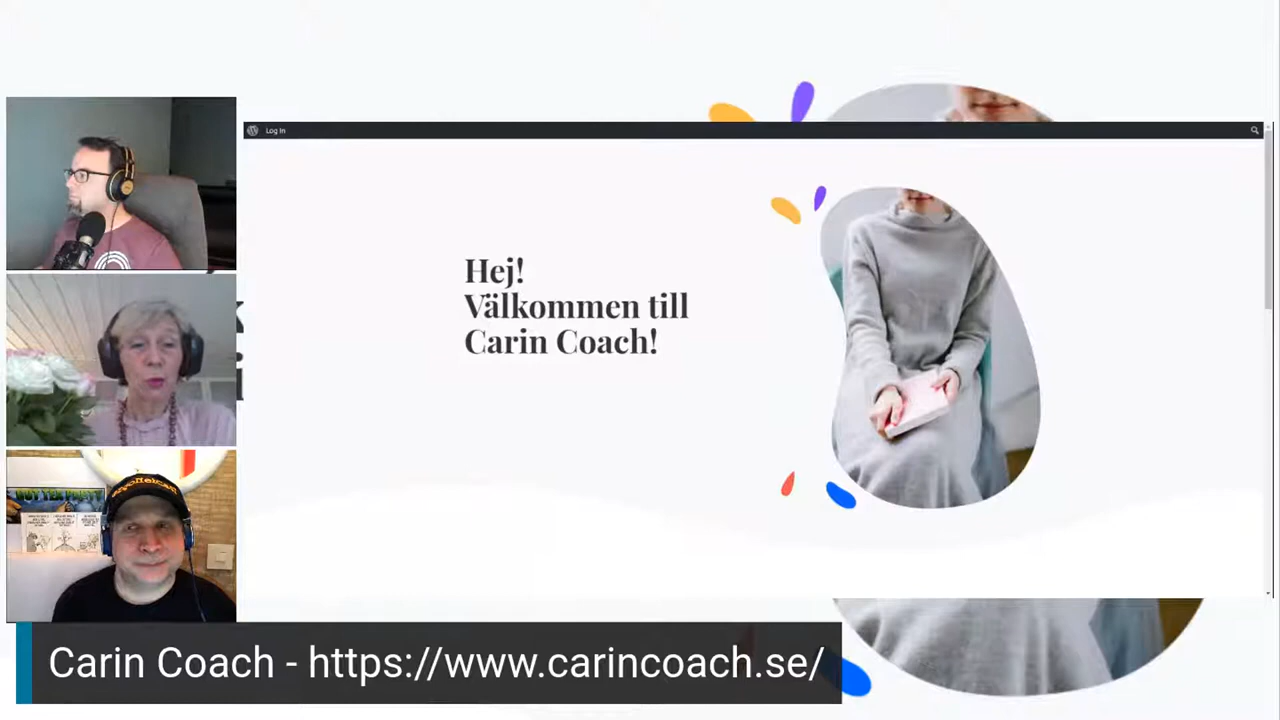 Log In
Hej!
Välkommen till
Carin Coach!
Carin Coach - https://www.carincoach.se/